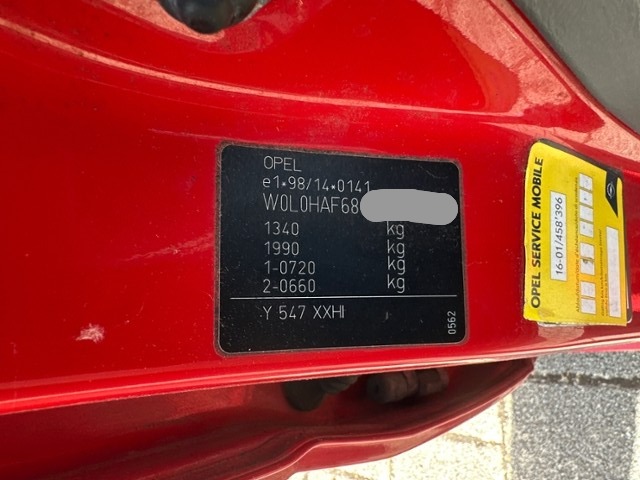 OPEL
e1*98/14*0141
W0L0HAF68
1340 kg
1990 kg
1-0720 kg
2-0660 kg
Y 547 XXHI
0562
OPEL SERVICE MOBILE
16-01/458'396